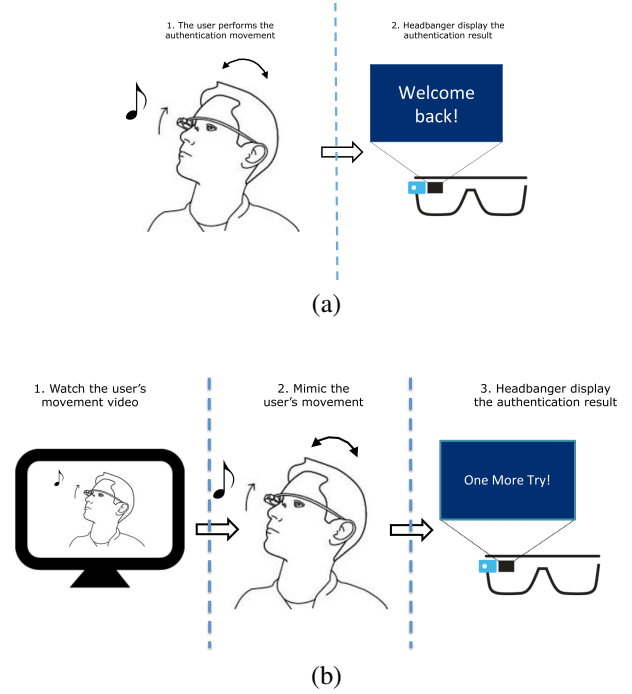 1. The user performs the
authentication movement
2. Headbanger display the
authentication result
Welcome
back!
(a)
1. Watch the user's
movement video
2. Mimic the
user's movement
3. Headbanger display
the authentication result
One More Try!
(b)